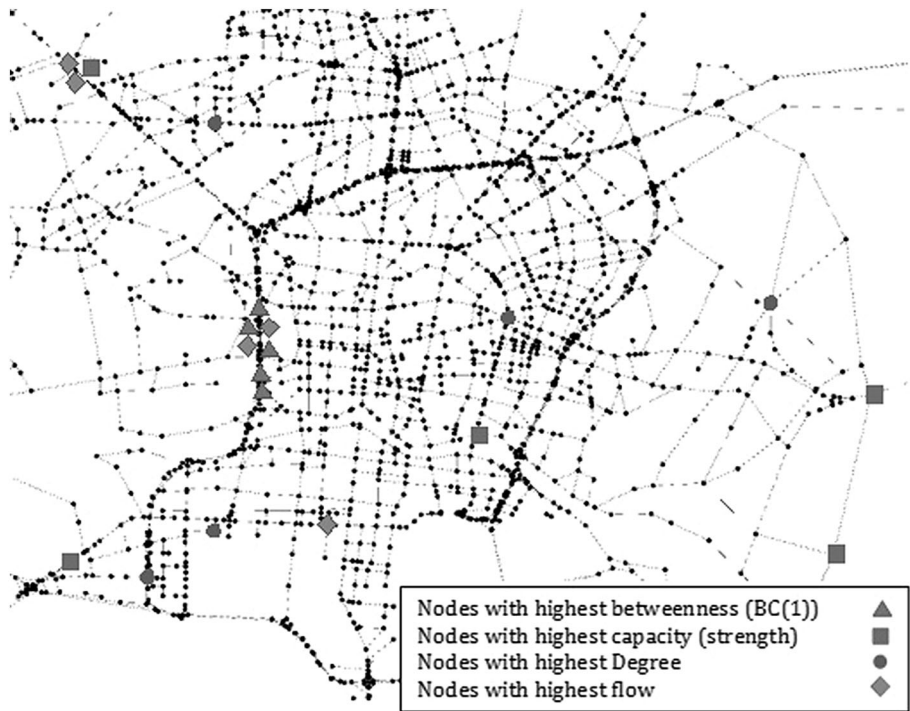 Nodes with highest betweenness (BC(1))
Nodes with highest capacity (strength)
Nodes with highest Degree
Nodes with highest flow